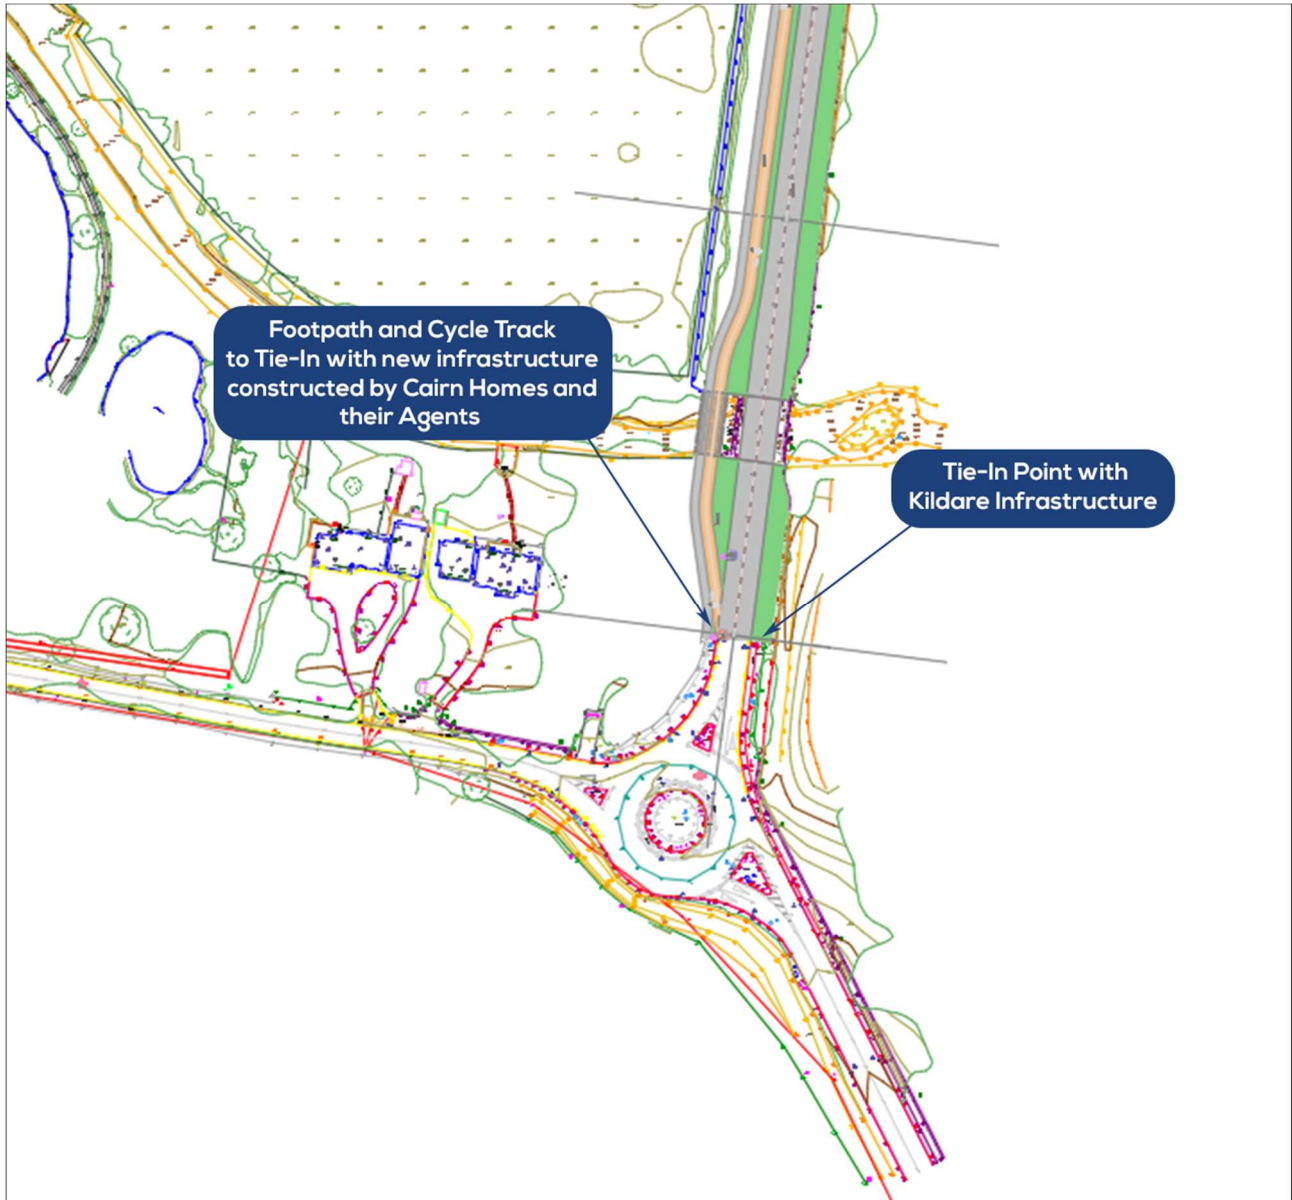 Footpath and Cycle Track
to Tie-In with new infrastructure
constructed by Cairn Homes and
their Agents
Tie-In Point with
Kildare Infrastructure